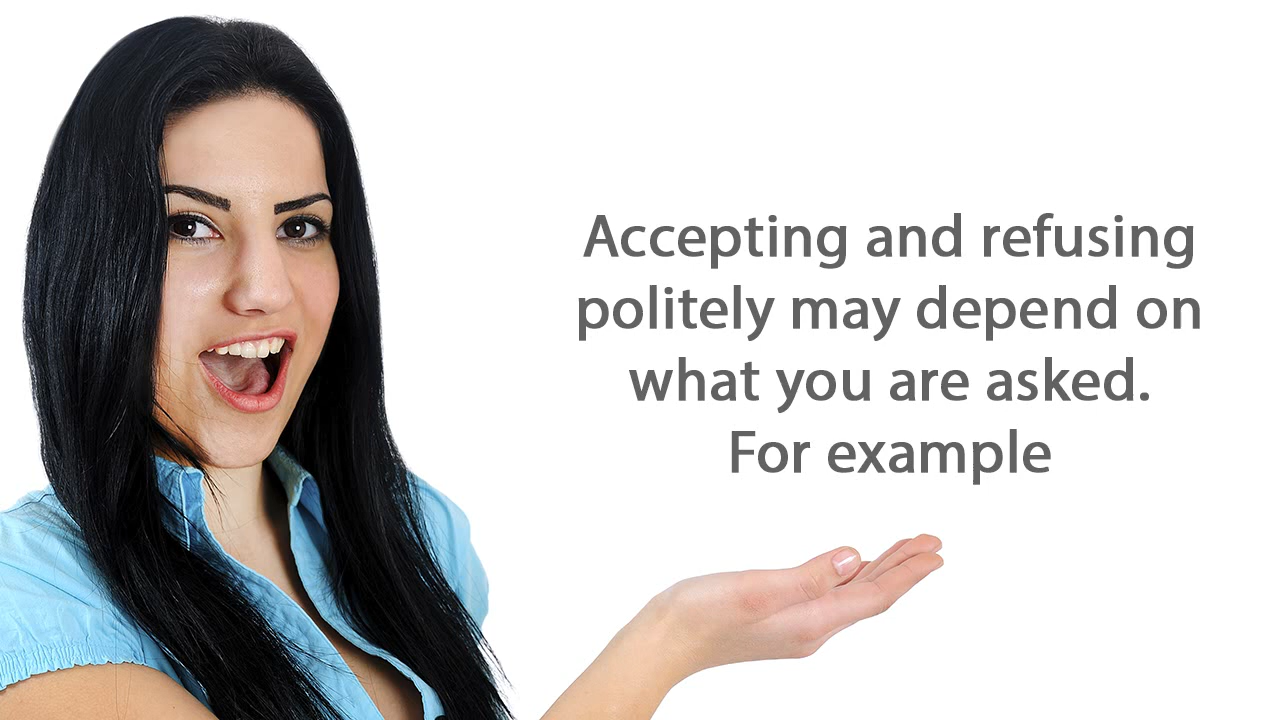 Accepting and refusing
politely may depend on
what you are asked.
For example